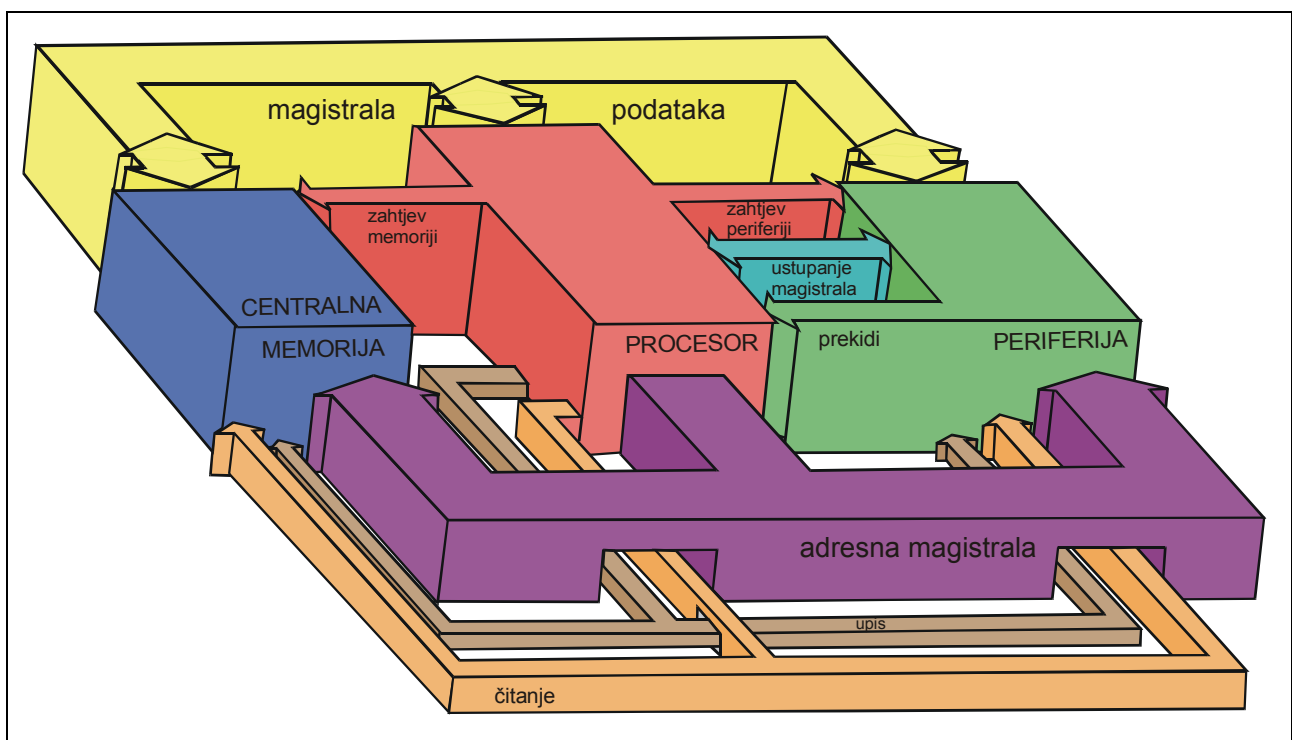 magistrala podataka
zahtjev
memoriji
zahtjev
periferiji
ustupanje
magistrala
CENTRALNA
MEMORIJA
PROCESOR
prekidi
PERIFERIJA
adresna magistrala
upis
čitanje